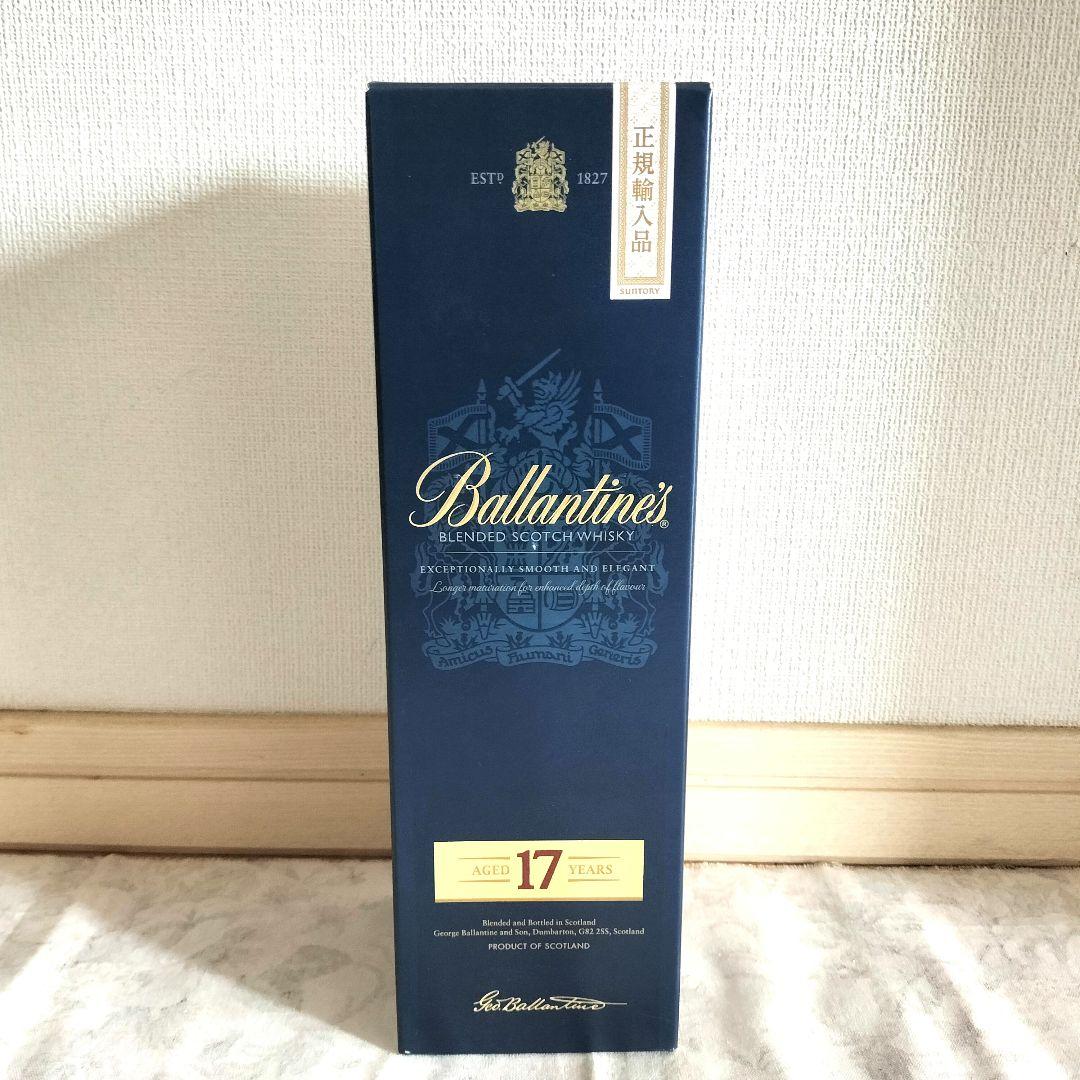 ESTD 1827
正規輸入品
SUNTORY
Ballantine's®
BLENDED SCOTCH WHISKY
EXCEPTIONALLY SMOOTH AND ELEGANT
Longer maturation for enhanced depth of flavour
Amicus Humani Generis
AGED 17 YEARS
Blended and Bottled in Scotland
George Ballantine and Son, Dumbarton, G82 2SS, Scotland
PRODUCT OF SCOTLAND
Geo. Ballantine